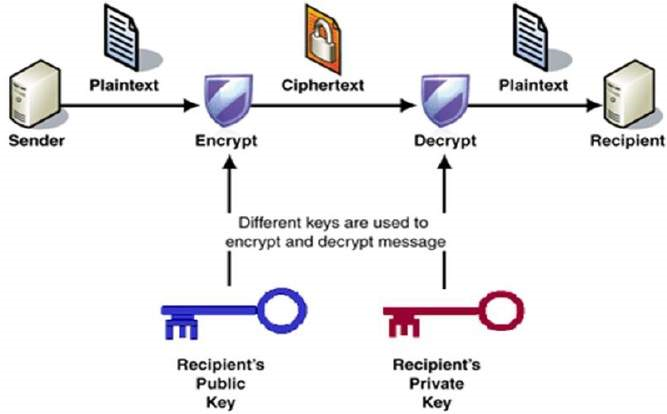 Plaintext
Ciphertext
Plaintext
Sender
Encrypt
Decrypt
Recipient
Different keys are used to
encrypt and decrypt message
Recipient's
Public
Key
Recipient's
Private
Key